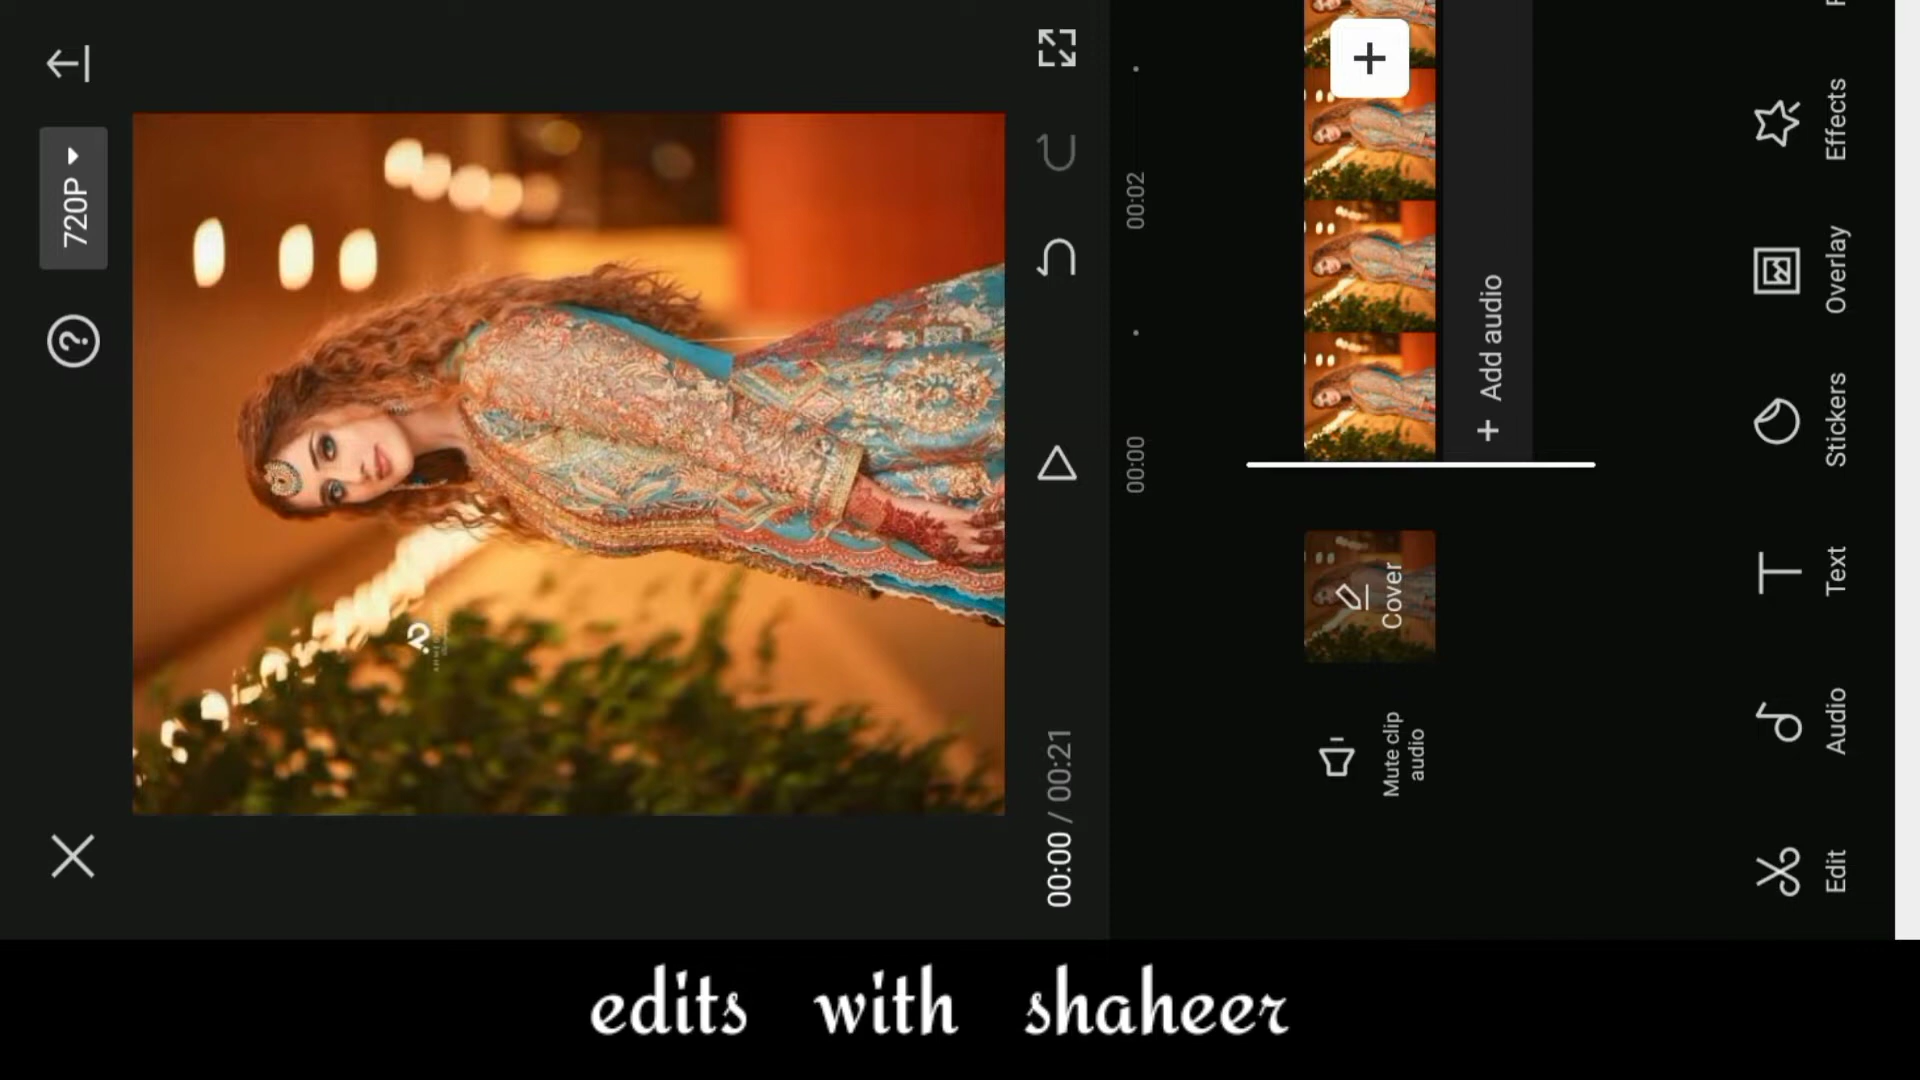 720P
00:00 / 00:21
00:00
00:02
Cover
Mute clip
audio
+ Add audio
Edit
Audio
Text
Stickers
Overlay
Effects
edits with shaheer